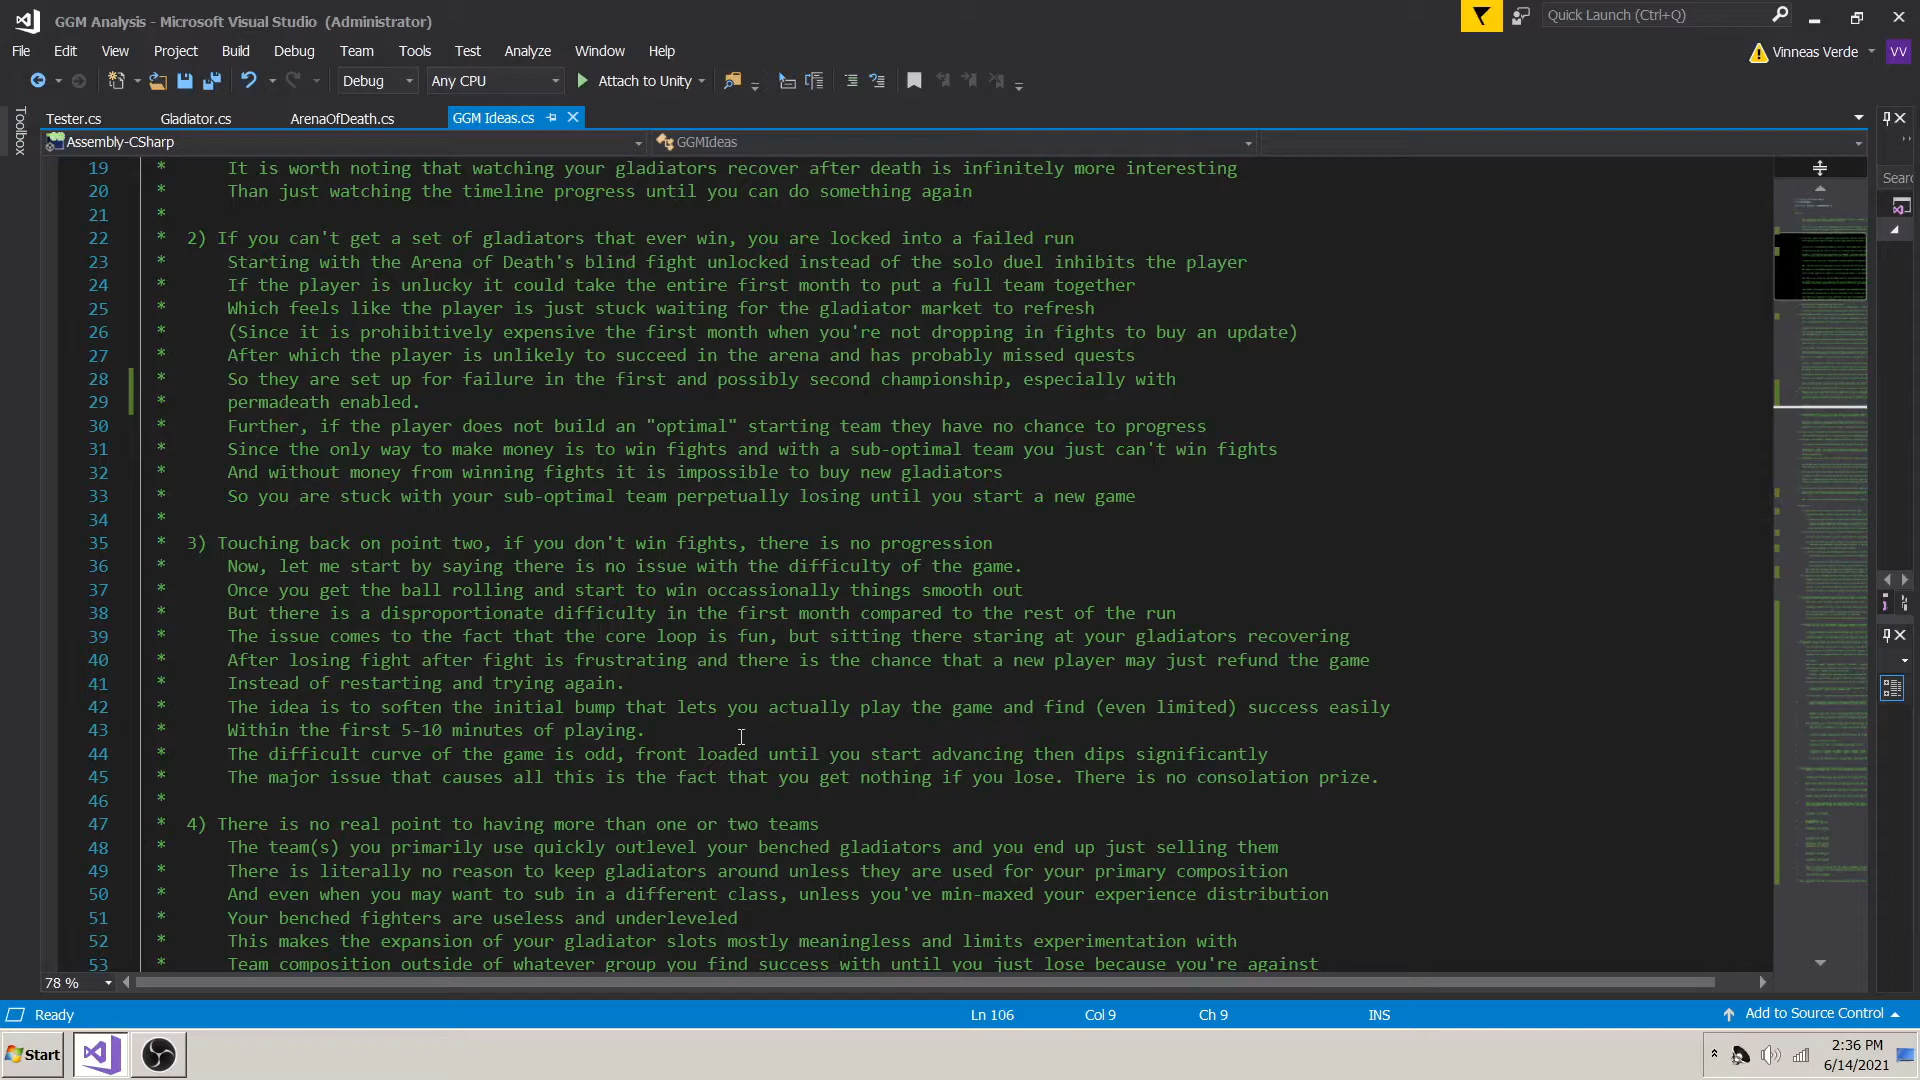 GGM Analysis - Microsoft Visual Studio (Administrator)
Quick Launch (Ctrl+Q)
File Edit View Project Build Debug Team Tools Test Analyze Window Help
Vinneas Verde VV
Debug Any CPU Attach to Unity
Toolbox
Tester.cs Gladiator.cs ArenaOfDeath.cs GGM Ideas.cs
Assembly-CSharp GGMIdeas
Sear
19 * It is worth noting that watching your gladiators recover after death is infinitely more interesting
20 * Than just watching the timeline progress until you can do something again
21 *
22 * 2) If you can't get a set of gladiators that ever win, you are locked into a failed run
23 * Starting with the Arena of Death's blind fight unlocked instead of the solo duel inhibits the player
24 * If the player is unlucky it could take the entire first month to put a full team together
25 * Which feels like the player is just stuck waiting for the gladiator market to refresh
26 * (Since it is prohibitively expensive the first month when you're not dropping in fights to buy an update)
27 * After which the player is unlikely to succeed in the arena and has probably missed quests
28 * So they are set up for failure in the first and possibly second championship, especially with
29 * permadeath enabled.
30 * Further, if the player does not build an "optimal" starting team they have no chance to progress
31 * Since the only way to make money is to win fights and with a sub-optimal team you just can't win fights
32 * And without money from winning fights it is impossible to buy new gladiators
33 * So you are stuck with your sub-optimal team perpetually losing until you start a new game
34 *
35 * 3) Touching back on point two, if you don't win fights, there is no progression
36 * Now, let me start by saying there is no issue with the difficulty of the game.
37 * Once you get the ball rolling and start to win occassionally things smooth out
38 * But there is a disproportionate difficulty in the first month compared to the rest of the run
39 * The issue comes to the fact that the core loop is fun, but sitting there staring at your gladiators recovering
40 * After losing fight after fight is frustrating and there is the chance that a new player may just refund the game
41 * Instead of restarting and trying again.
42 * The idea is to soften the initial bump that lets you actually play the game and find (even limited) success easily
43 * Within the first 5-10 minutes of playing.
44 * The difficult curve of the game is odd, front loaded until you start advancing then dips significantly
45 * The major issue that causes all this is the fact that you get nothing if you lose. There is no consolation prize.
46 *
47 * 4) There is no real point to having more than one or two teams
48 * The team(s) you primarily use quickly outlevel your benched gladiators and you end up just selling them
49 * There is literally no reason to keep gladiators around unless they are used for your primary composition
50 * And even when you may want to sub in a different class, unless you've min-maxed your experience distribution
51 * Your benched fighters are useless and underleveled
52 * This makes the expansion of your gladiator slots mostly meaningless and limits experimentation with
53 * Team composition outside of whatever group you find success with until you just lose because you're against
78 %
Ready Ln 106 Col 9 Ch 9 INS Add to Source Control
Start 2:36 PM
6/14/2021